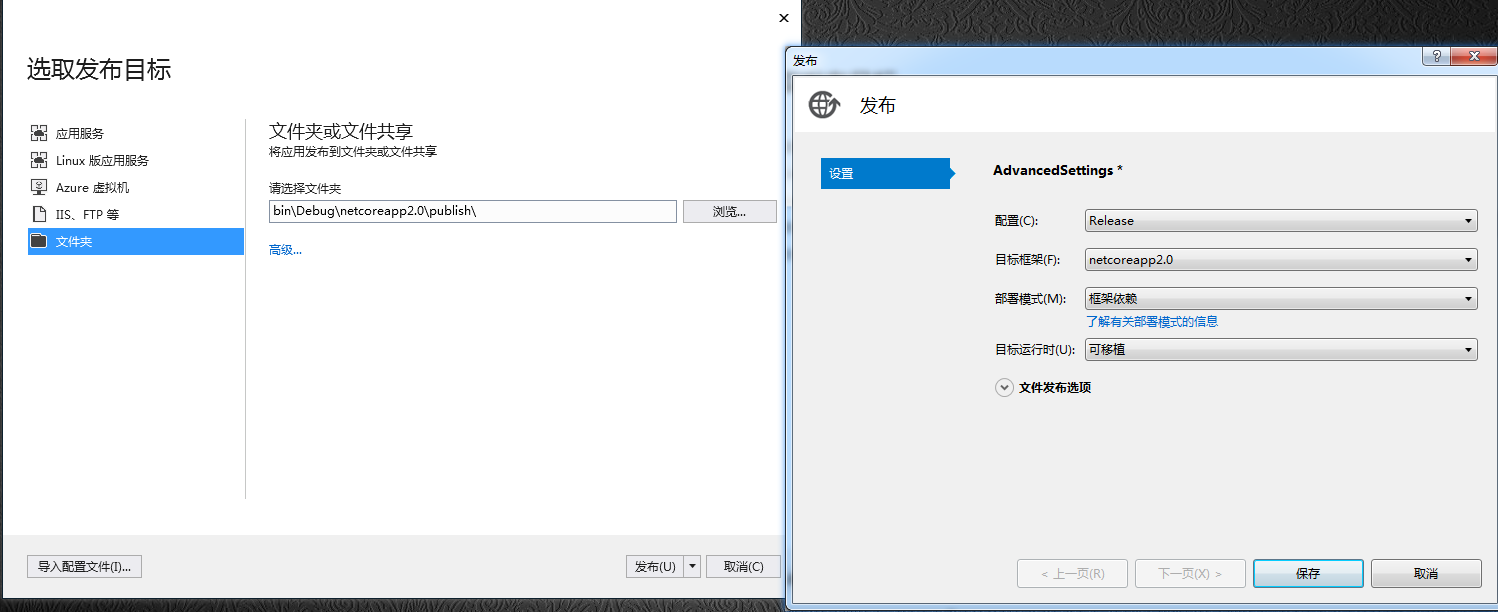 选取发布目标
应用服务
Linux 版应用服务
Azure 虚拟机
IIS、FTP 等
文件夹
文件夹或文件共享
将应用发布到文件夹或文件共享
请选择文件夹
bin\Debug\netcoreapp2.0\publish\
浏览...
高级...
导入配置文件(I)...
发布(U)
取消(C)
发布
发布
设置
AdvancedSettings *
配置(C):
Release
目标框架(F):
netcoreapp2.0
部署模式(M):
框架依赖
了解有关部署模式的信息
目标运行时(U):
可移植
文件发布选项
< 上一页(R)
下一页(X) >
保存
取消